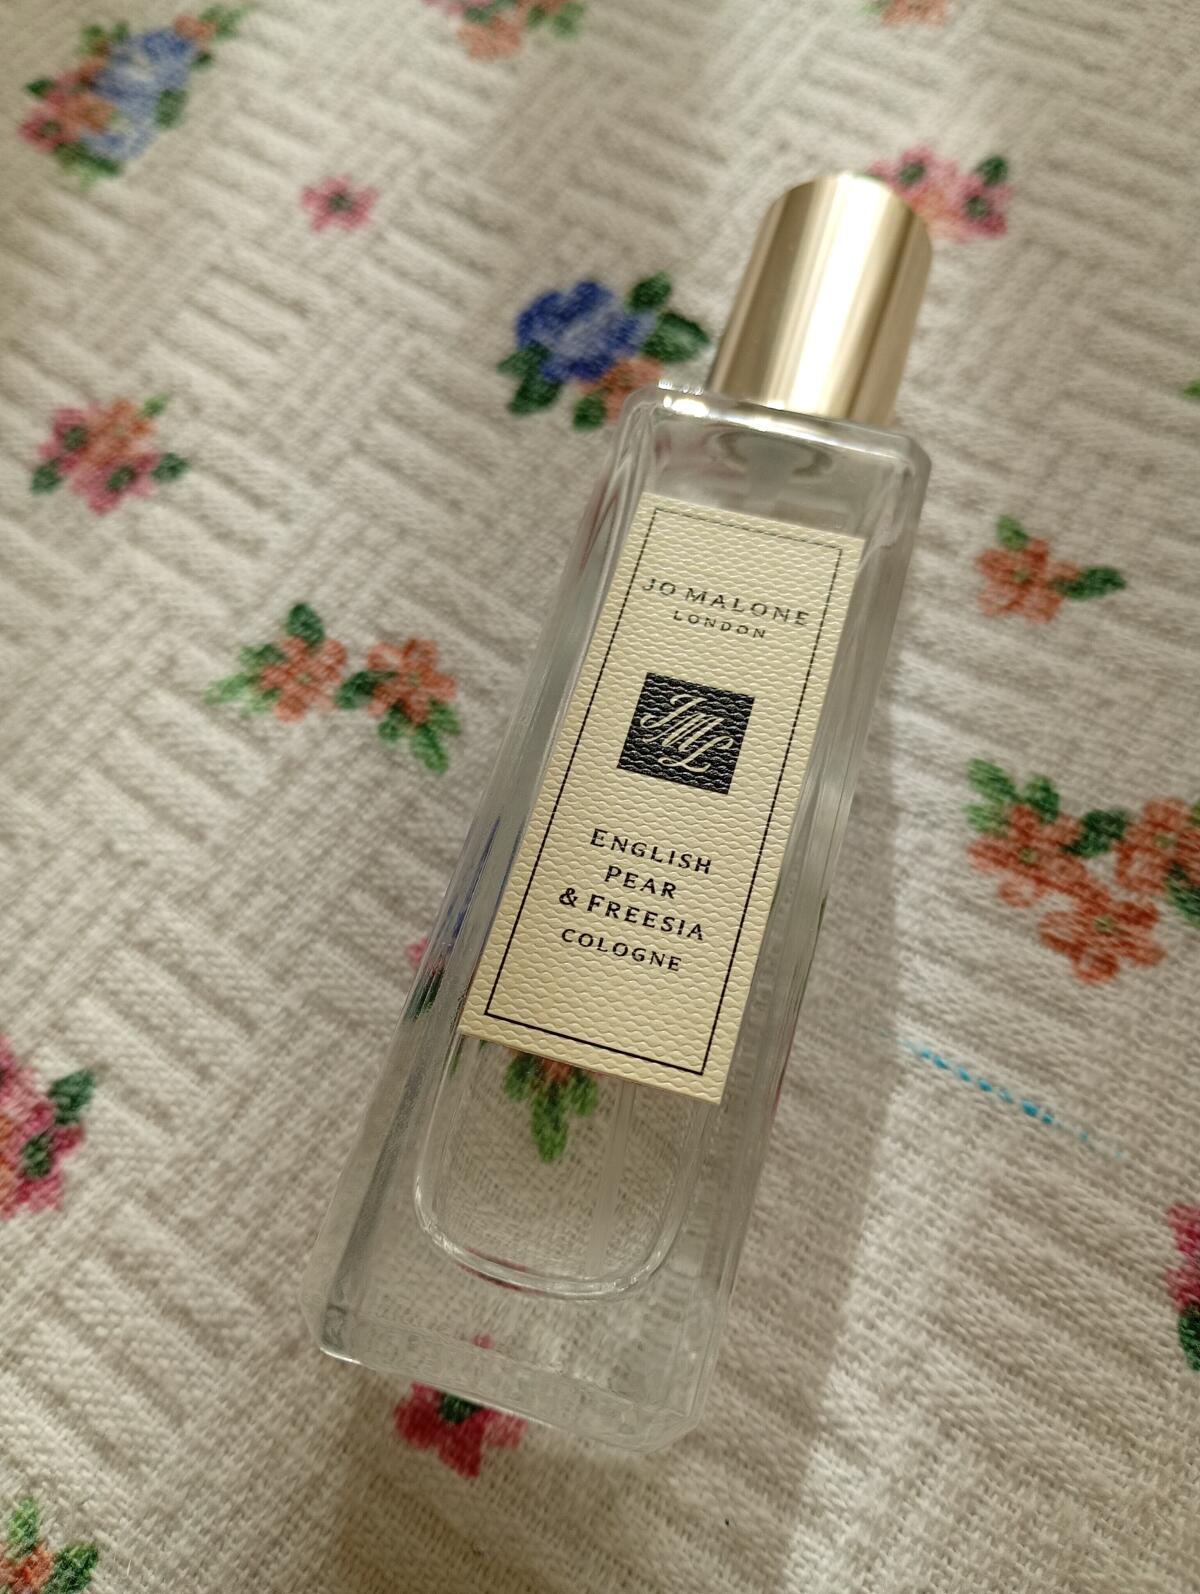 JO MALONE
LONDON
JML
ENGLISH
PEAR
& FREESIA
COLOGNE